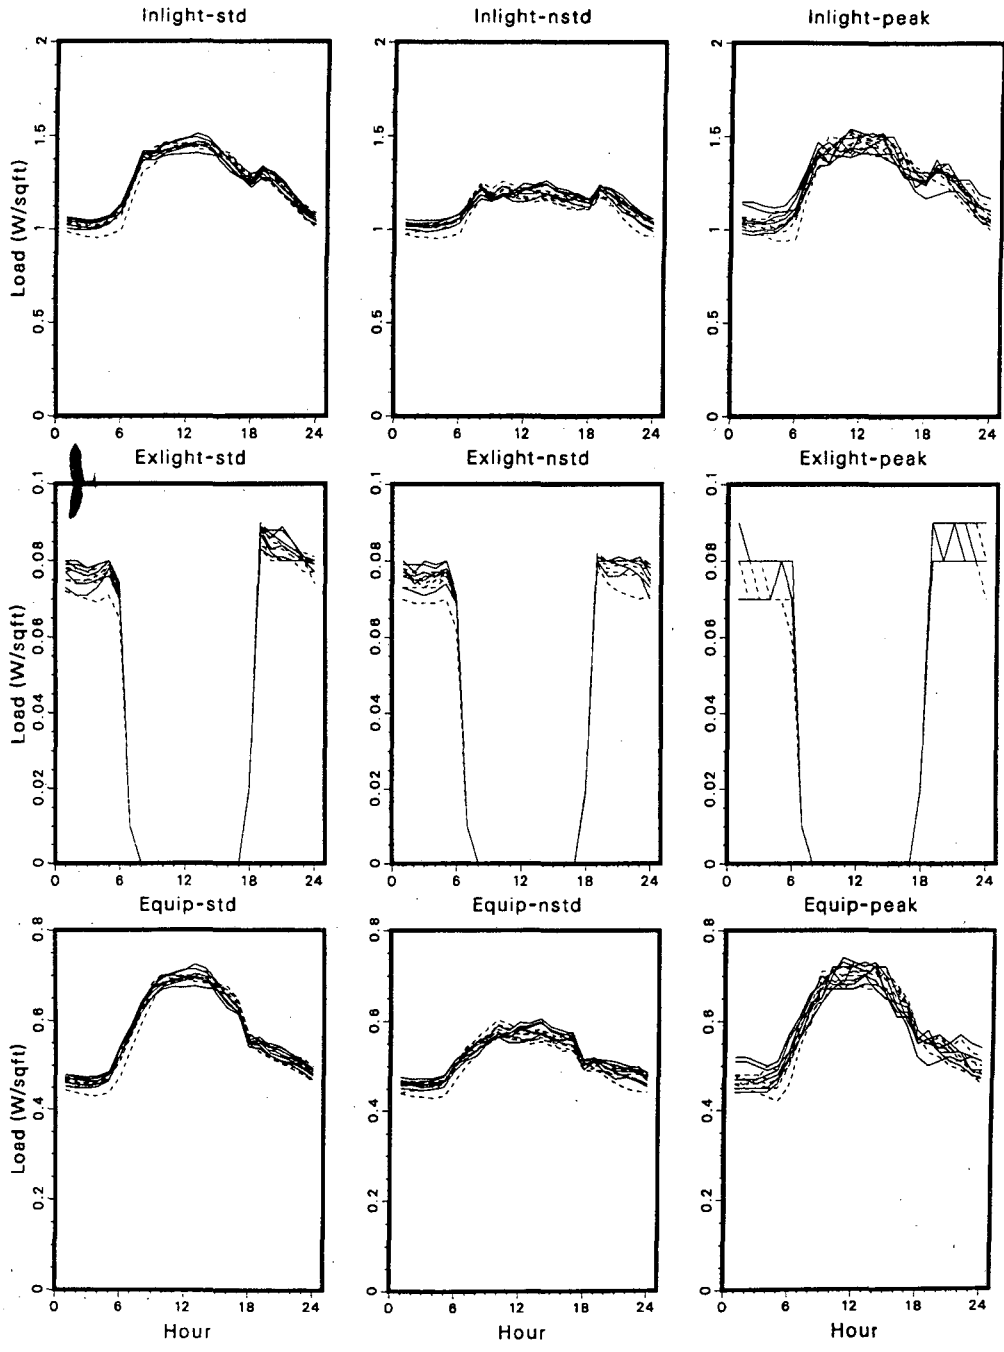 Inlight-std
Inlight-nstd
Inlight-peak
Load (W/sqft)
0 0.5 1 1.5 2
0 0.5 1 1.5 2
0 0.5 1 1.5 2
0 6 12 18 24
0 6 12 18 24
0 6 12 18 24
Exlight-std
Exlight-nstd
Exlight-peak
Load (W/sqft)
0 0.02 0.04 0.06 0.08 0.1
0 0.02 0.04 0.06 0.08 0.1
0 0.02 0.04 0.06 0.08 0.1
0 6 12 18 24
0 6 12 18 24
0 6 12 18 24
Equip-std
Equip-nstd
Equip-peak
Load (W/sqft)
0 0.2 0.4 0.6 0.8
0 0.2 0.4 0.6 0.8
0 0.2 0.4 0.6 0.8
0 6 12 18 24
0 6 12 18 24
0 6 12 18 24
Hour
Hour
Hour